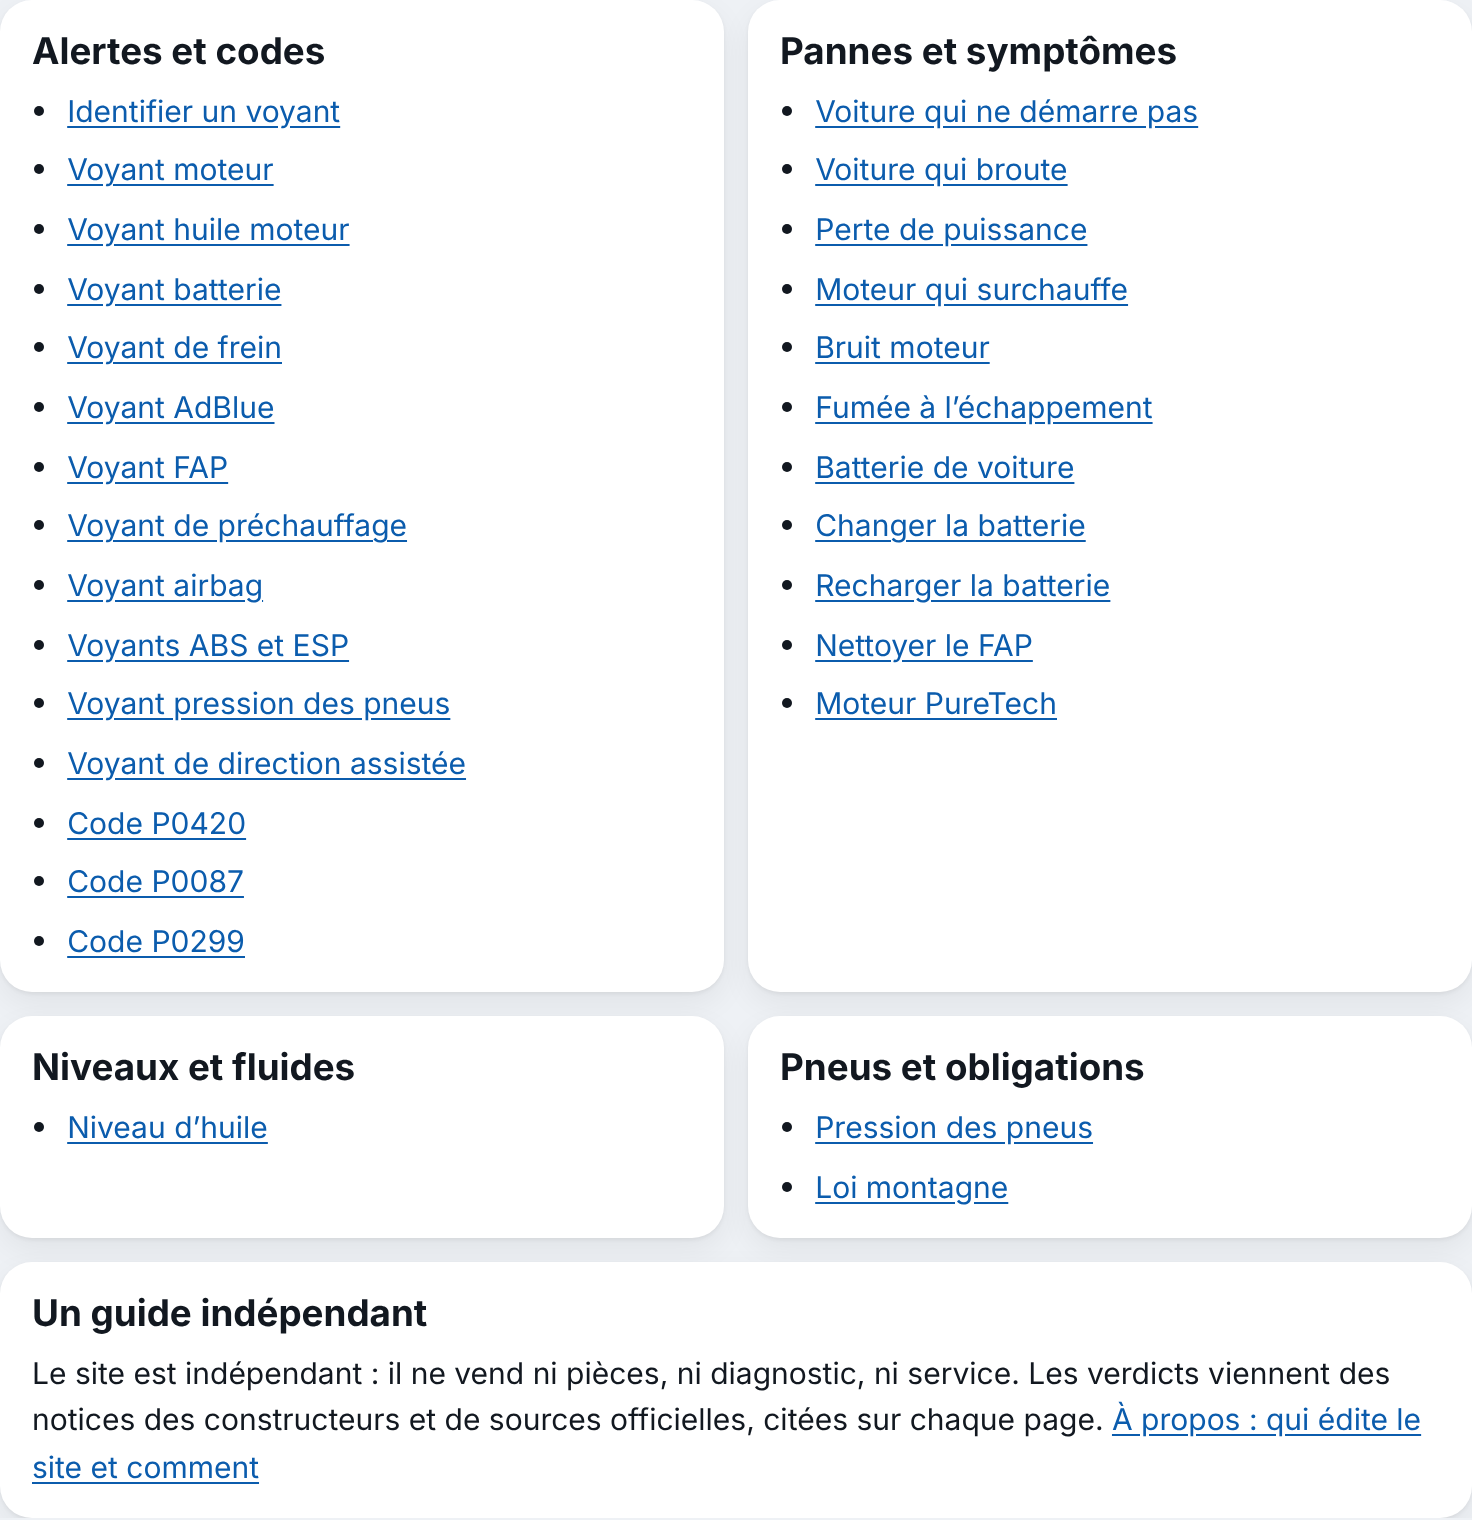 Alertes et codes
Identifier un voyant
Voyant moteur
Voyant huile moteur
Voyant batterie
Voyant de frein
Voyant AdBlue
Voyant FAP
Voyant de préchauffage
Voyant airbag
Voyants ABS et ESP
Voyant pression des pneus
Voyant de direction assistée
Code P0420
Code P0087
Code P0299
Pannes et symptômes
Voiture qui ne démarre pas
Voiture qui broute
Perte de puissance
Moteur qui surchauffe
Bruit moteur
Fumée à l’échappement
Batterie de voiture
Changer la batterie
Recharger la batterie
Nettoyer le FAP
Moteur PureTech
Niveaux et fluides
Niveau d’huile
Pneus et obligations
Pression des pneus
Loi montagne
Un guide indépendant
Le site est indépendant : il ne vend ni pièces, ni diagnostic, ni service. Les verdicts viennent des
notices des constructeurs et de sources officielles, citées sur chaque page. À propos : qui édite le
site et comment